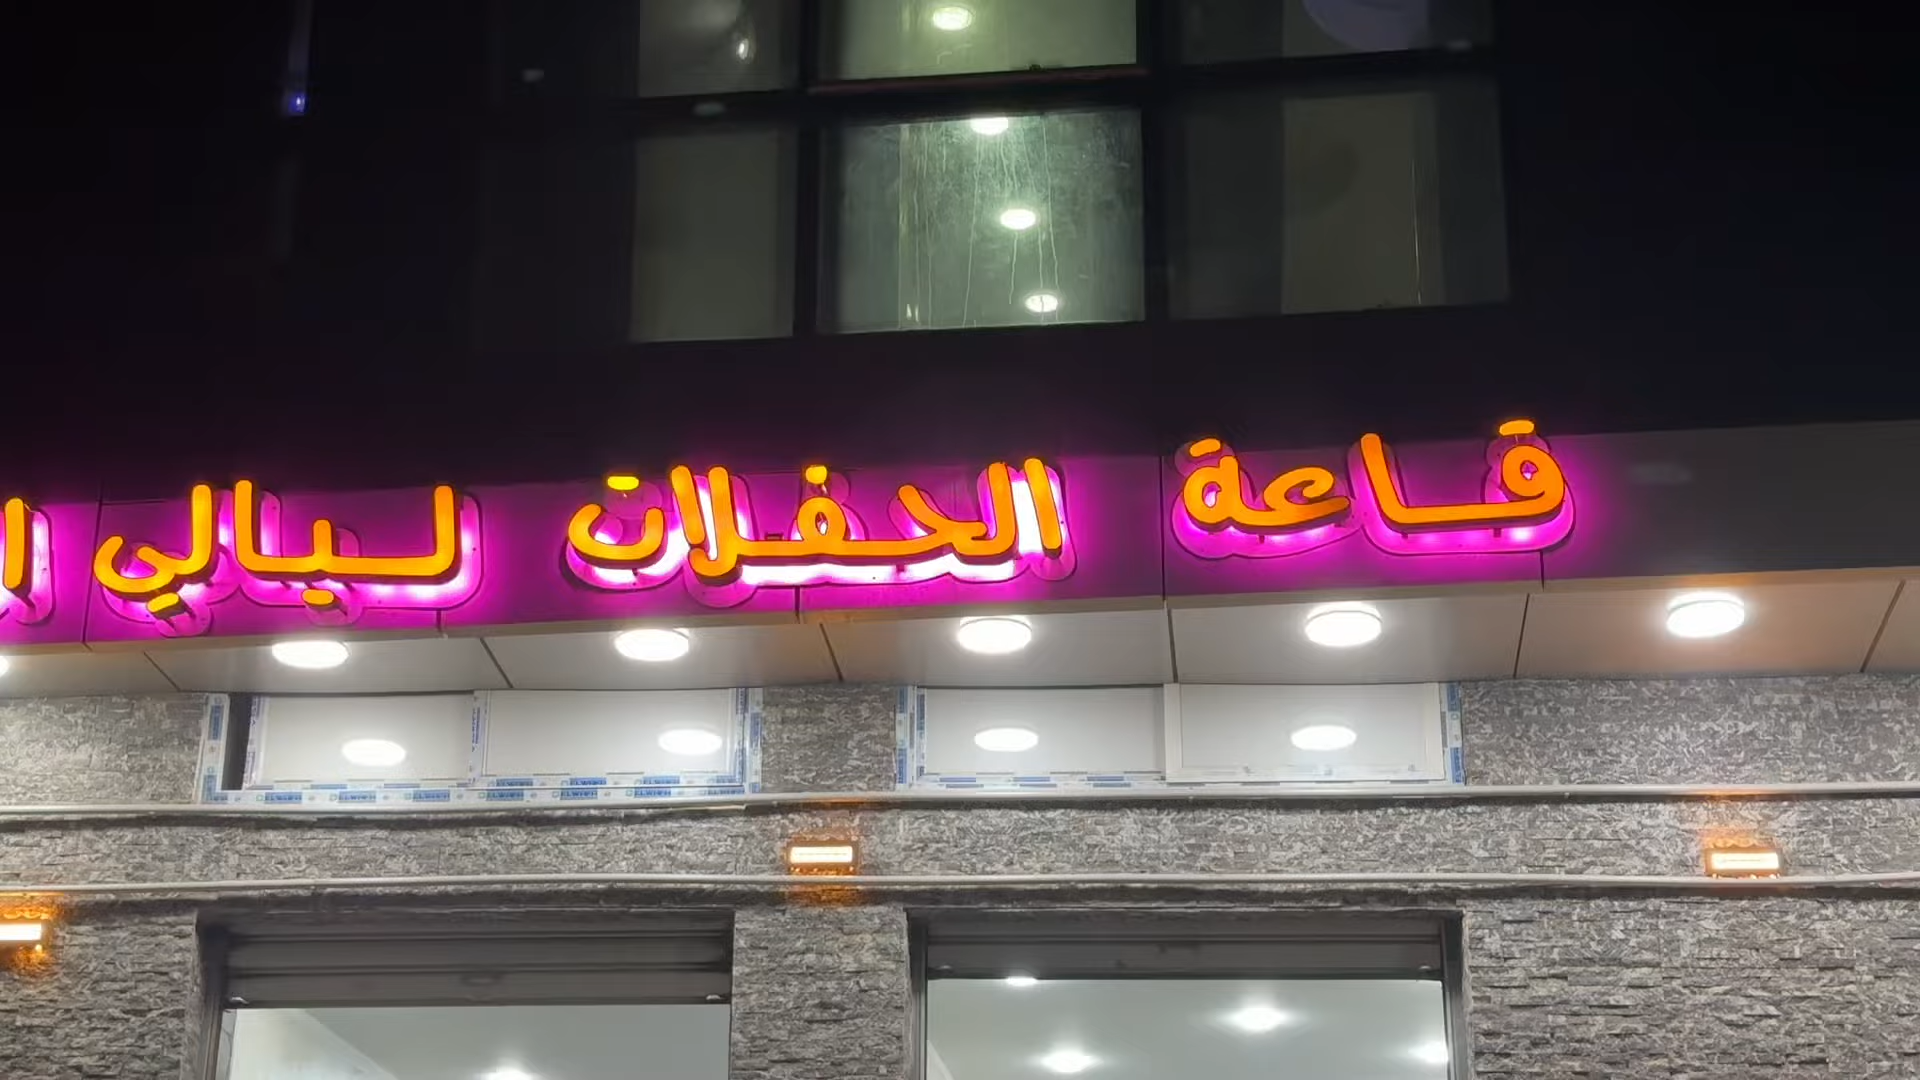 قاعة الحفلات ليالي ا